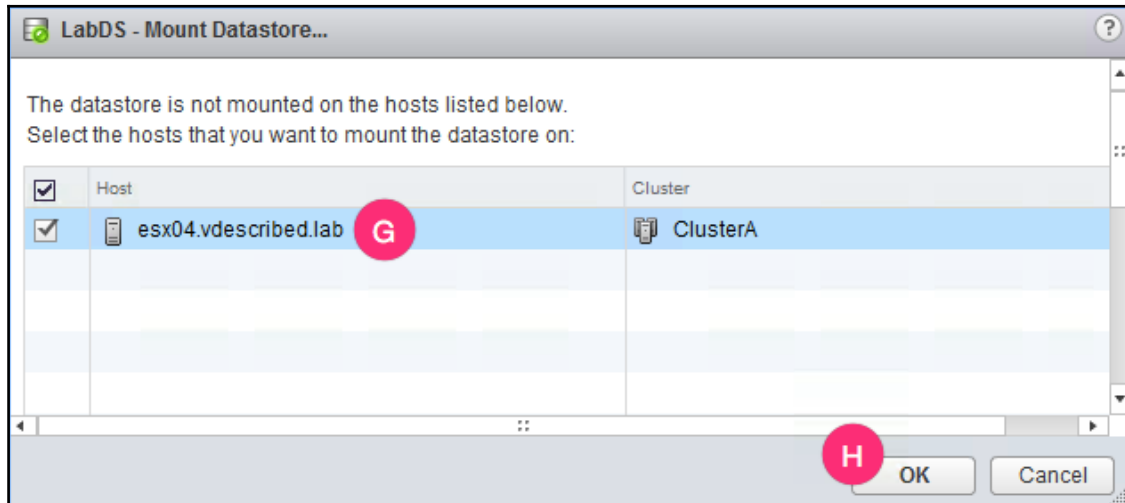 LabDS - Mount Datastore...
?
The datastore is not mounted on the hosts listed below.
Select the hosts that you want to mount the datastore on:
Host Cluster
esx04.vdescribed.lab G ClusterA
H OK Cancel